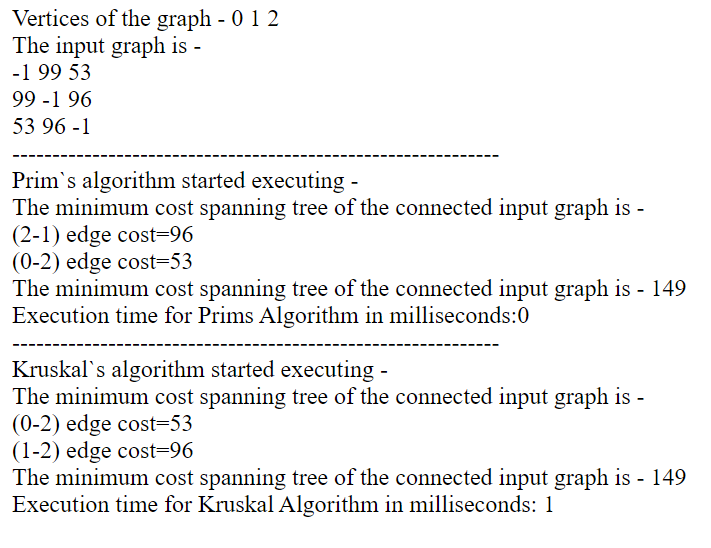 Vertices of the graph - 0 1 2
The input graph is -
-1 99 53
99 -1 96
53 96 -1
-------------------------------------------------------------
Prim`s algorithm started executing -
The minimum cost spanning tree of the connected input graph is -
(2-1) edge cost=96
(0-2) edge cost=53
The minimum cost spanning tree of the connected input graph is - 149
Execution time for Prims Algorithm in milliseconds:0
-------------------------------------------------------------
Kruskal`s algorithm started executing -
The minimum cost spanning tree of the connected input graph is -
(0-2) edge cost=53
(1-2) edge cost=96
The minimum cost spanning tree of the connected input graph is - 149
Execution time for Kruskal Algorithm in milliseconds: 1